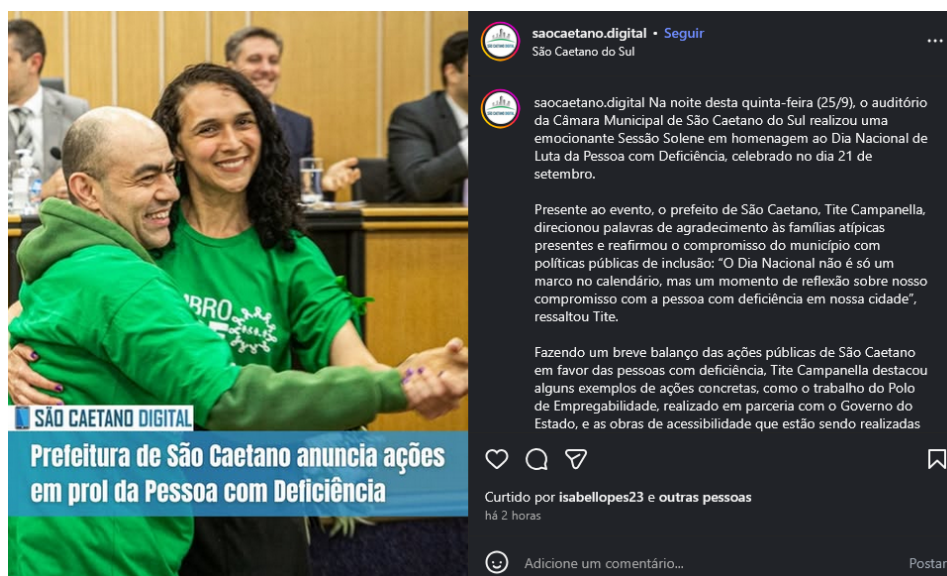 BRO
SÃO CAETANO DIGITAL
Prefeitura de São Caetano anuncia ações
em prol da Pessoa com Deficiência
saocaetano.digital • Seguir
São Caetano do Sul
saocaetano.digital Na noite desta quinta-feira (25/9), o auditório
da Câmara Municipal de São Caetano do Sul realizou uma
emocionante Sessão Solene em homenagem ao Dia Nacional de
Luta da Pessoa com Deficiência, celebrado no dia 21 de
setembro.
Presente ao evento, o prefeito de São Caetano, Tite Campanella,
direcionou palavras de agradecimento às famílias atípicas
presentes e reafirmou o compromisso do município com
políticas públicas de inclusão: “O Dia Nacional não é só um
marco no calendário, mas um momento de reflexão sobre nosso
compromisso com a pessoa com deficiência em nossa cidade”,
ressaltou Tite.
Fazendo um breve balanço das ações públicas de São Caetano
em favor das pessoas com deficiência, Tite Campanella destacou
alguns exemplos de ações concretas, como o trabalho do Polo
de Empregabilidade, realizado em parceria com o Governo do
Estado, e as obras de acessibilidade que estão sendo realizadas
Curtido por isabellopes23 e outras pessoas
há 2 horas
Adicione um comentário...
Postar